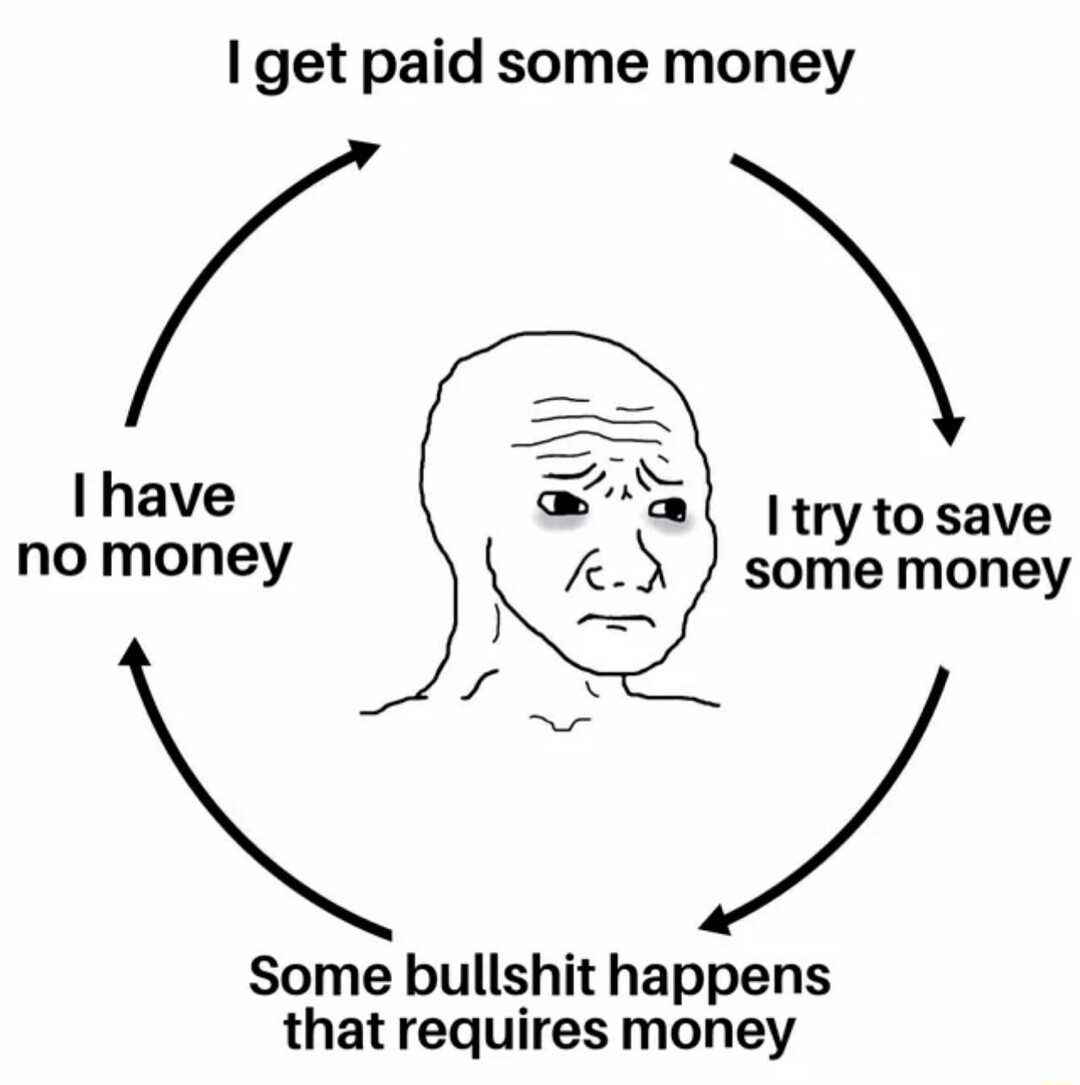 I get paid some money
I have
no money
I try to save
some money
Some bullshit happens
that requires money